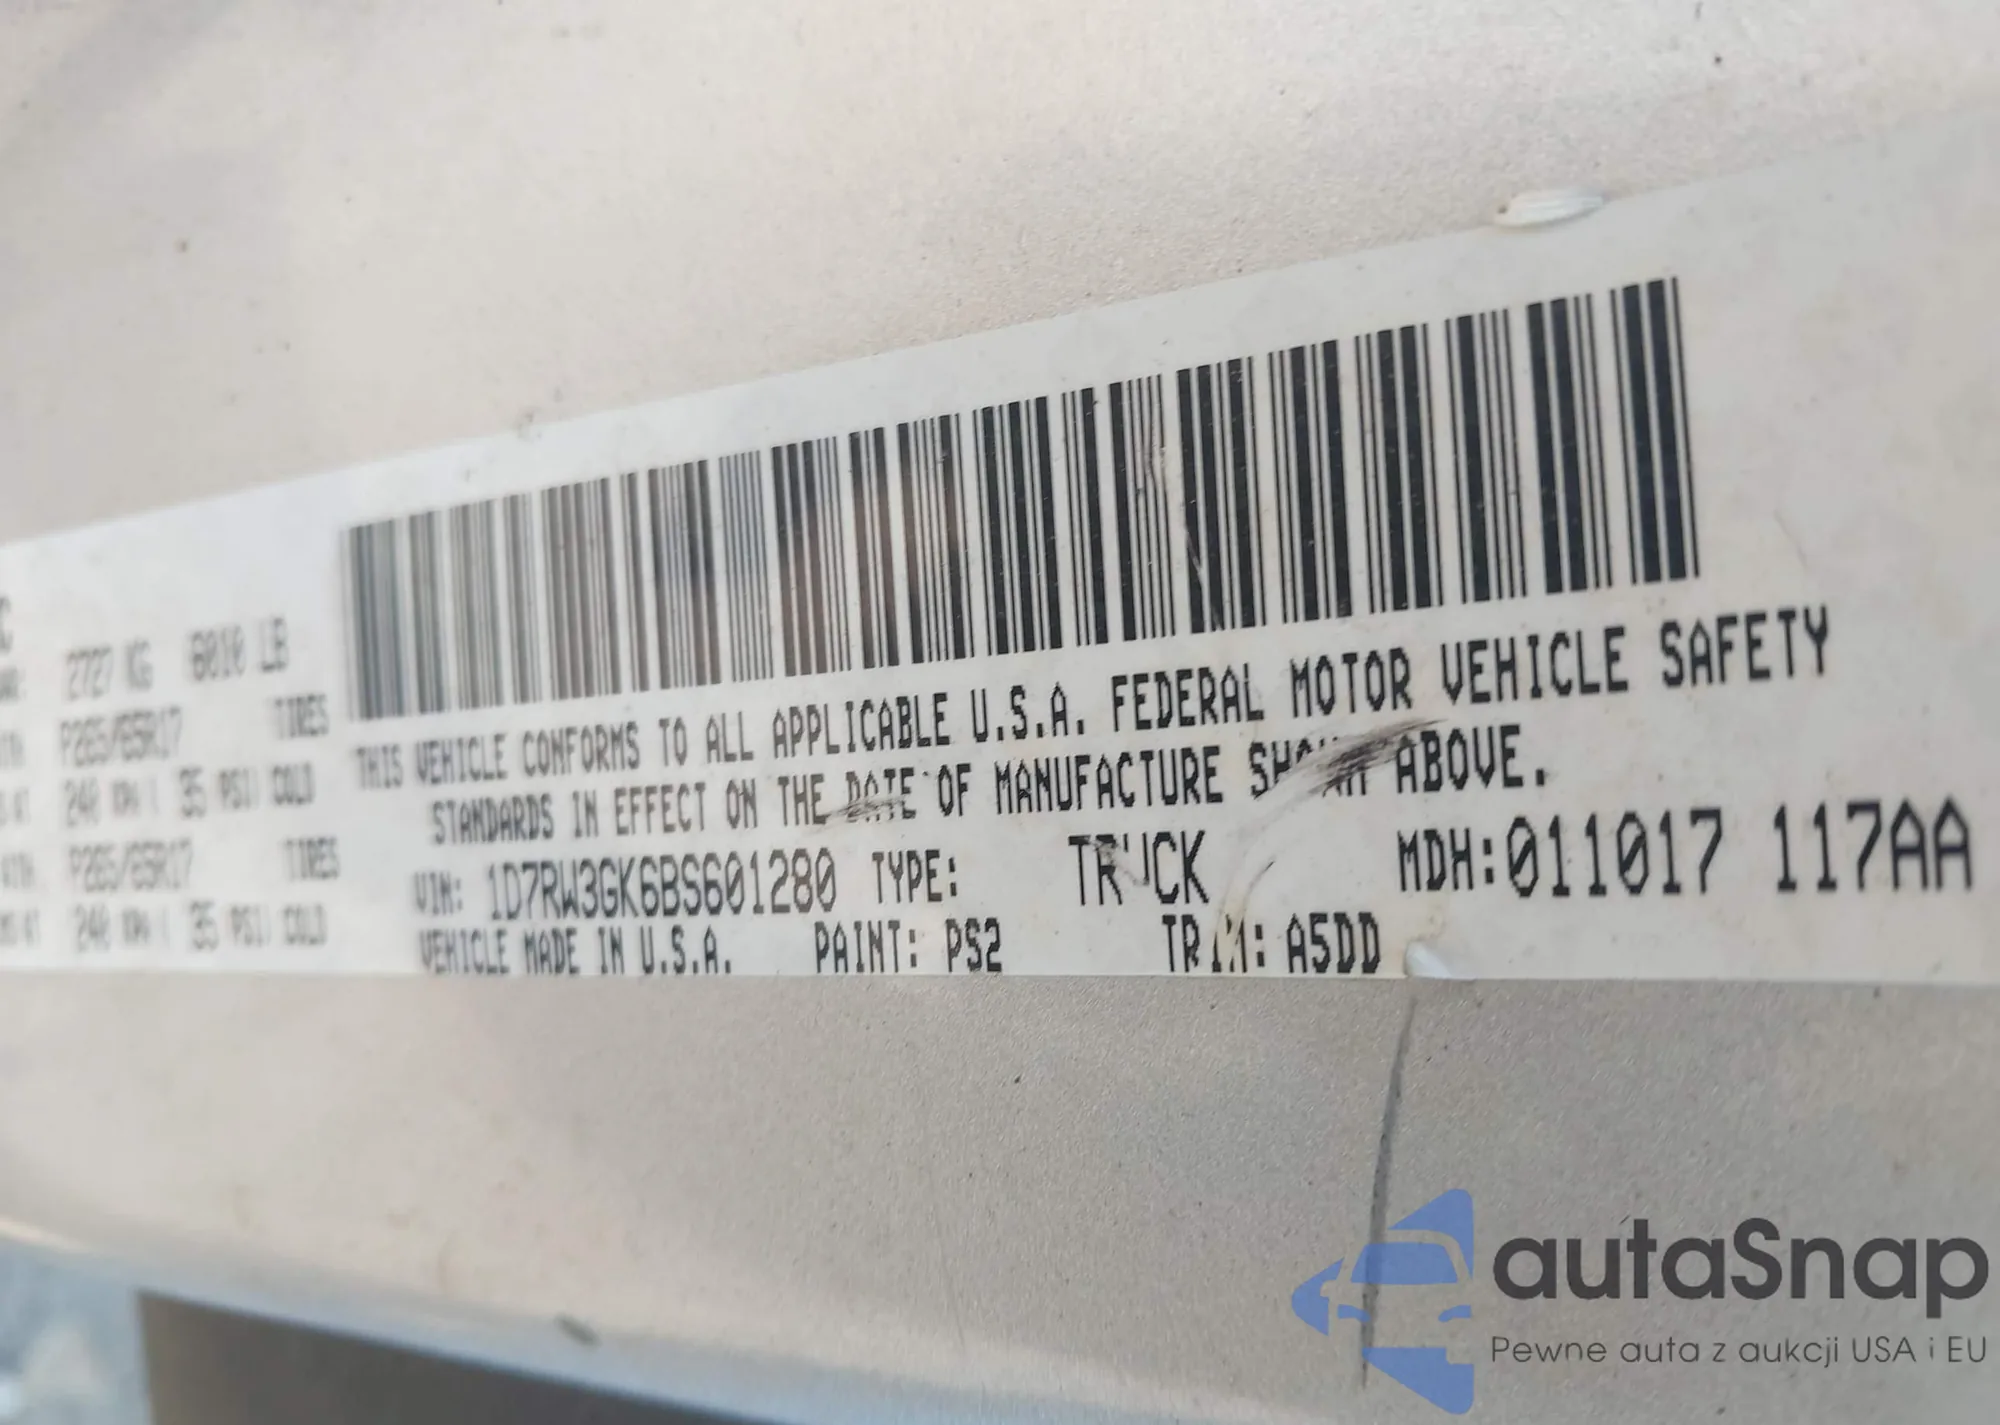 2727 KG 6010 LB
P265/65R17 TIRES
240 KPA ( 35 PSI) COLD
P265/65R17 TIRES
240 KPA ( 35 PSI) COLD
THIS VEHICLE CONFORMS TO ALL APPLICABLE U.S.A. FEDERAL MOTOR VEHICLE SAFETY
STANDARDS IN EFFECT ON THE DATE OF MANUFACTURE SHOWN ABOVE.
VIN: 1D7RW3GK6BS601280 TYPE: TRUCK MDH:011017 117AA
VEHICLE MADE IN U.S.A. PAINT: PS2 TRIM: A5DD
autaSnap
Pewne auta z aukcji USA i EU